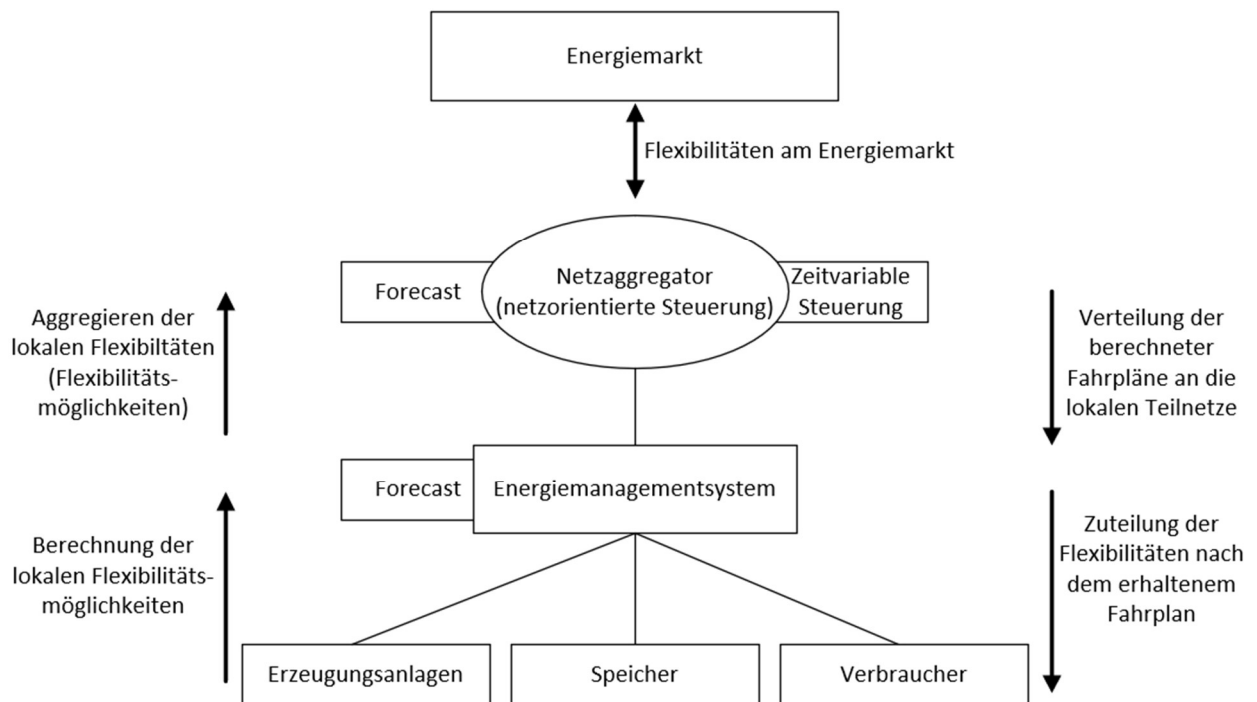 Energiemarkt
Flexibilitäten am Energiemarkt
Forecast
Netzaggregator
(netzorientierte Steuerung)
Zeitvariable
Steuerung
Aggregieren der
lokalen Flexibiltäten
(Flexibilitäts-
möglichkeiten)
Verteilung der
berechneter
Fahrpläne an die
lokalen Teilnetze
Forecast
Energiemanagementsystem
Berechnung der
lokalen Flexibilitäts-
möglichkeiten
Zuteilung der
Flexibilitäten nach
dem erhaltenem
Fahrplan
Erzeugungsanlagen
Speicher
Verbraucher